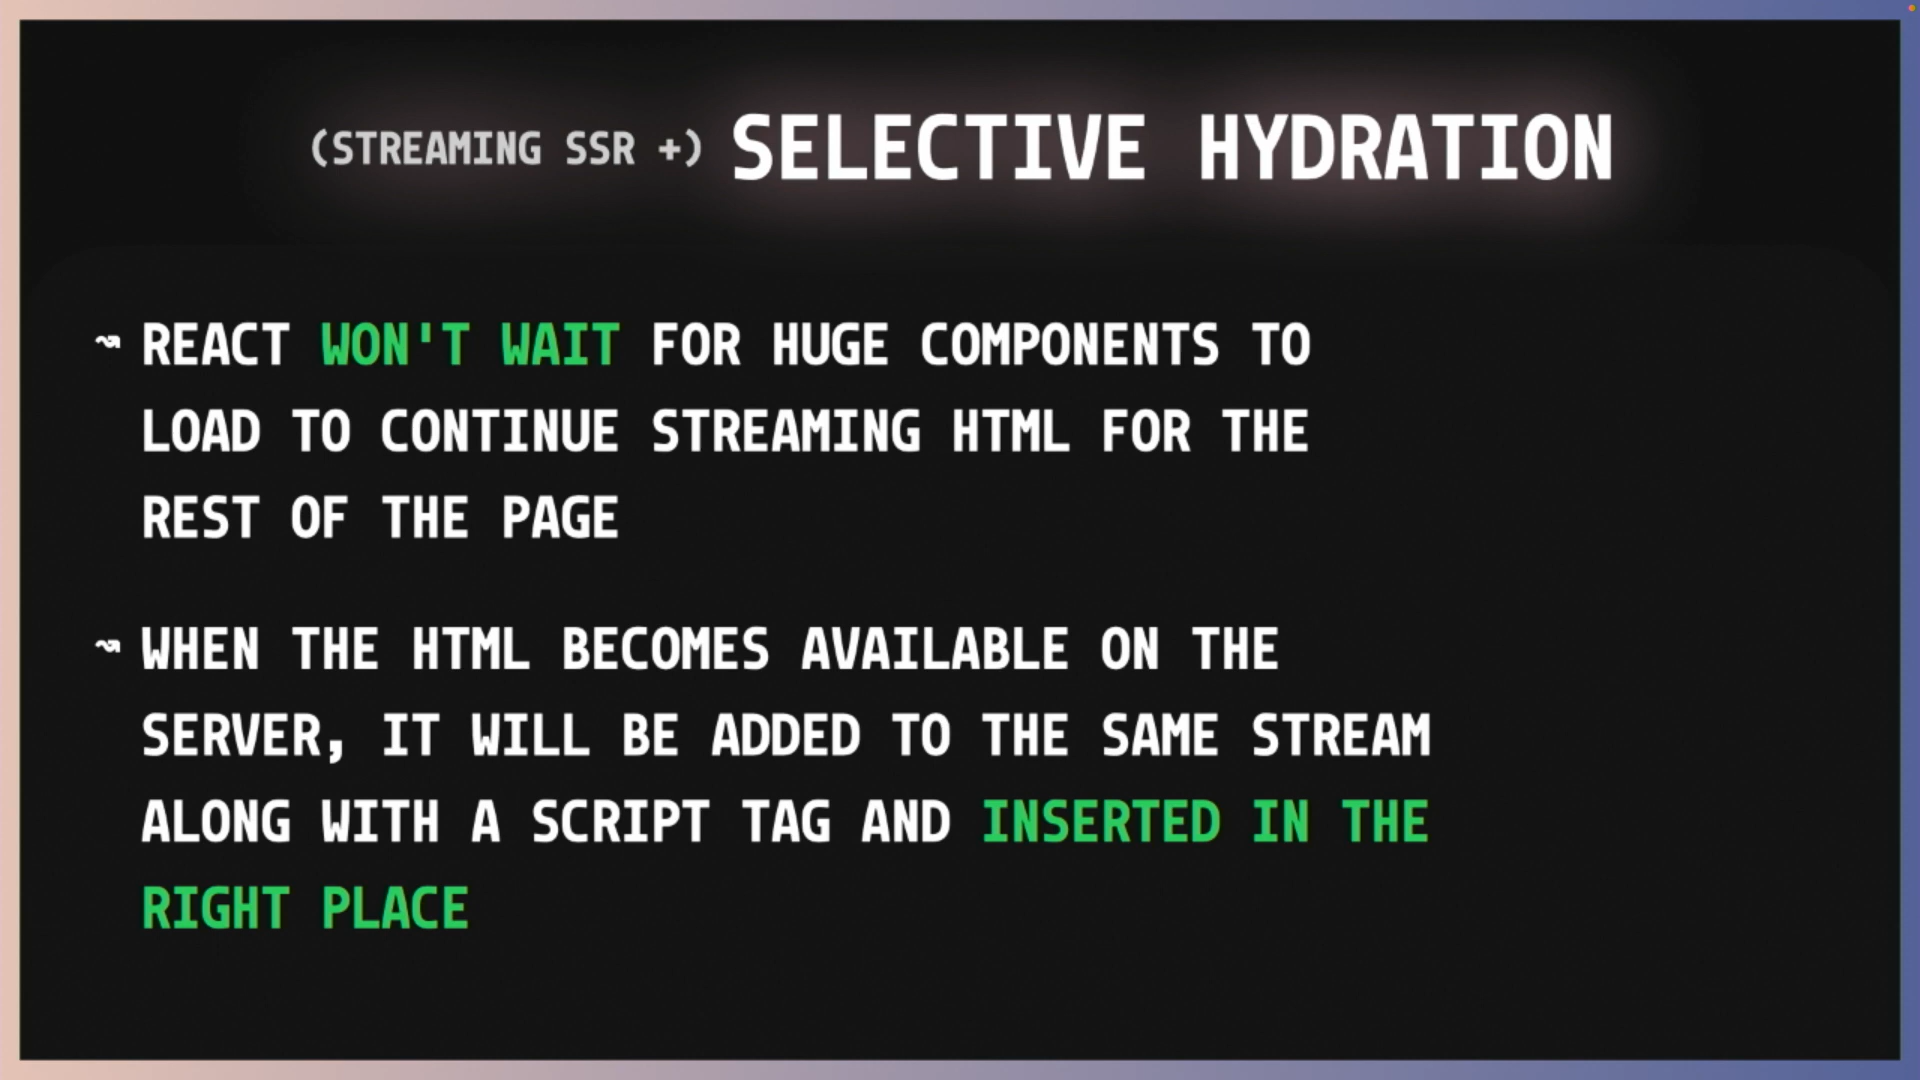 (STREAMING SSR +) SELECTIVE HYDRATION
↝ REACT WON'T WAIT FOR HUGE COMPONENTS TO
LOAD TO CONTINUE STREAMING HTML FOR THE
REST OF THE PAGE
↝ WHEN THE HTML BECOMES AVAILABLE ON THE
SERVER, IT WILL BE ADDED TO THE SAME STREAM
ALONG WITH A SCRIPT TAG AND INSERTED IN THE
RIGHT PLACE